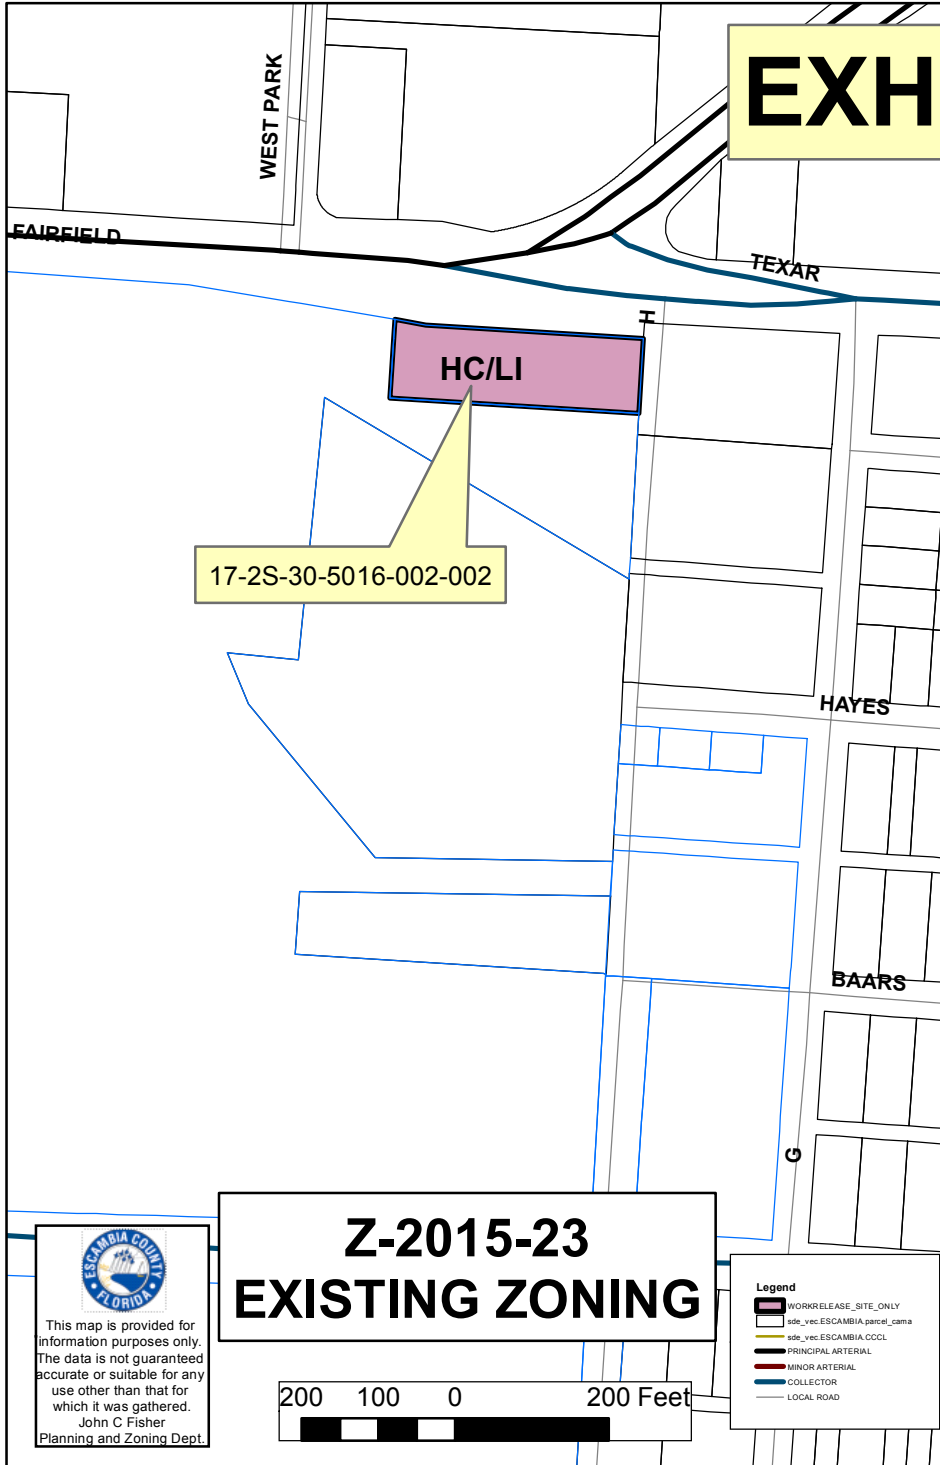 EXH
WEST PARK
FAIRFIELD
TEXAR
H
HC/LI
17-2S-30-5016-002-002
HAYES
BAARS
G
Z-2015-23
EXISTING ZONING
ESCAMBIA COUNTY
FLORIDA
This map is provided for
information purposes only.
The data is not guaranteed
accurate or suitable for any
use other than that for
which it was gathered.
John C Fisher
Planning and Zoning Dept.
200 100 0 200 Feet
Legend
WORKRELEASE_SITE_ONLY
sde_vec.ESCAMBIA.parcel_cama
sde_vec.ESCAMBIA.CCCL
PRINCIPAL ARTERIAL
MINOR ARTERIAL
COLLECTOR
LOCAL ROAD